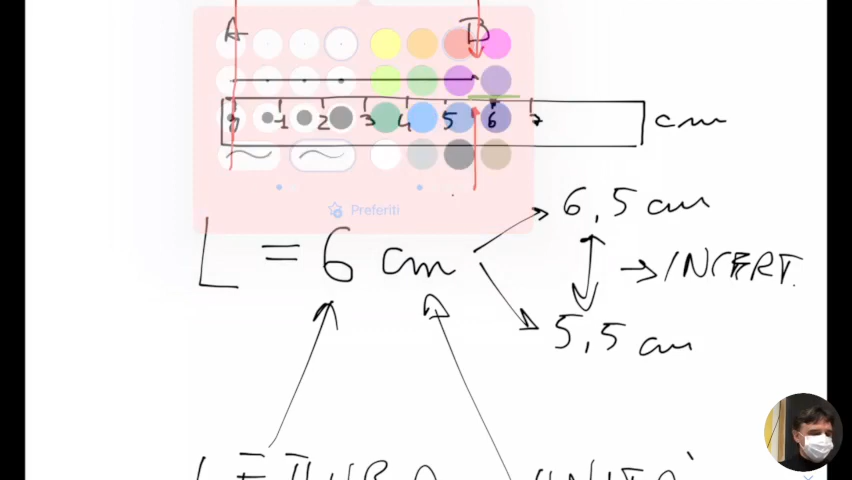 A B
0 1 2 3 4 5 6 7 cm
Preferiti
L = 6 cm
6,5 cm
→ INCERT.
5,5 cm